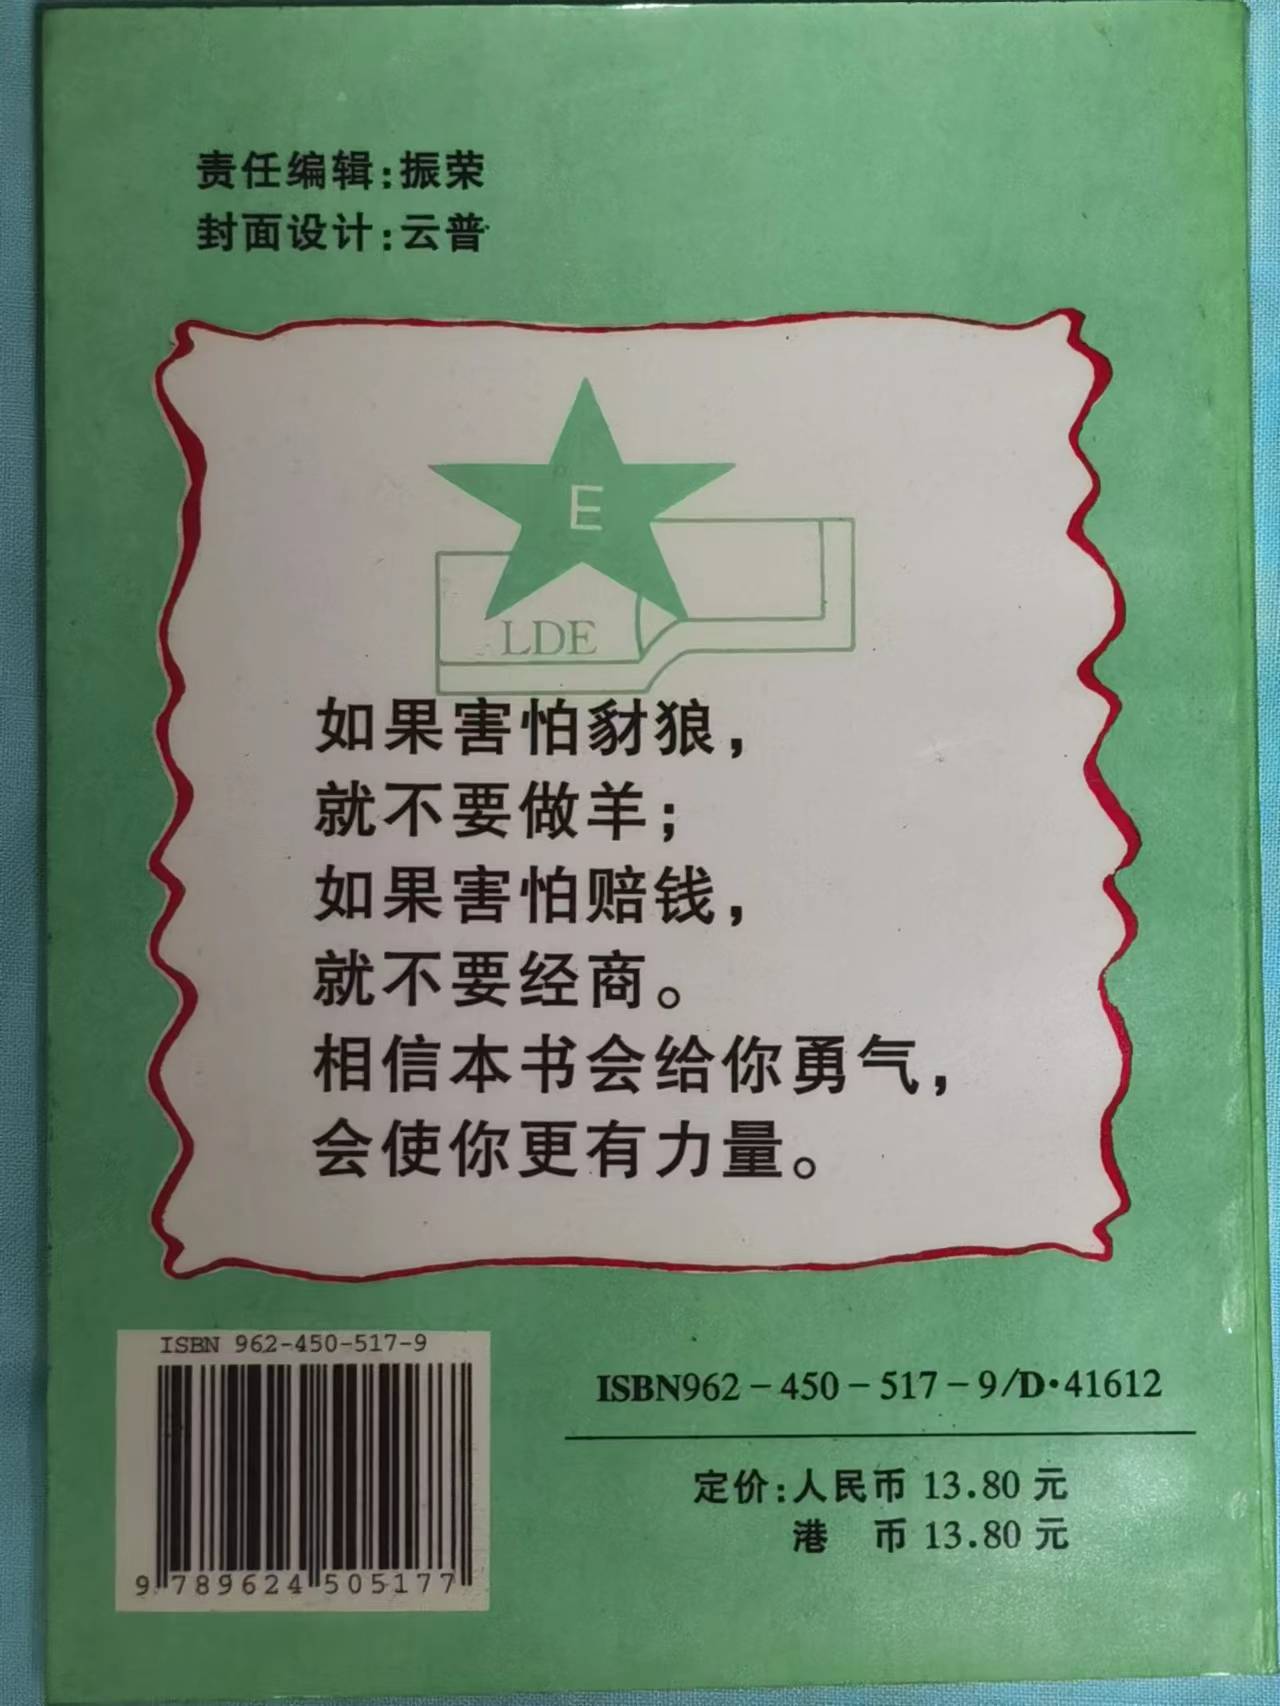 责任编辑:振荣
封面设计:云普
E
LDE
如果害怕豺狼，
就不要做羊；
如果害怕赔钱，
就不要经商。
相信本书会给你勇气，
会使你更有力量。
ISBN 962-450-517-9
9 789624 505177
ISBN962－450－517－9/D·41612
定价:人民币 13.80 元
港 币 13.80 元